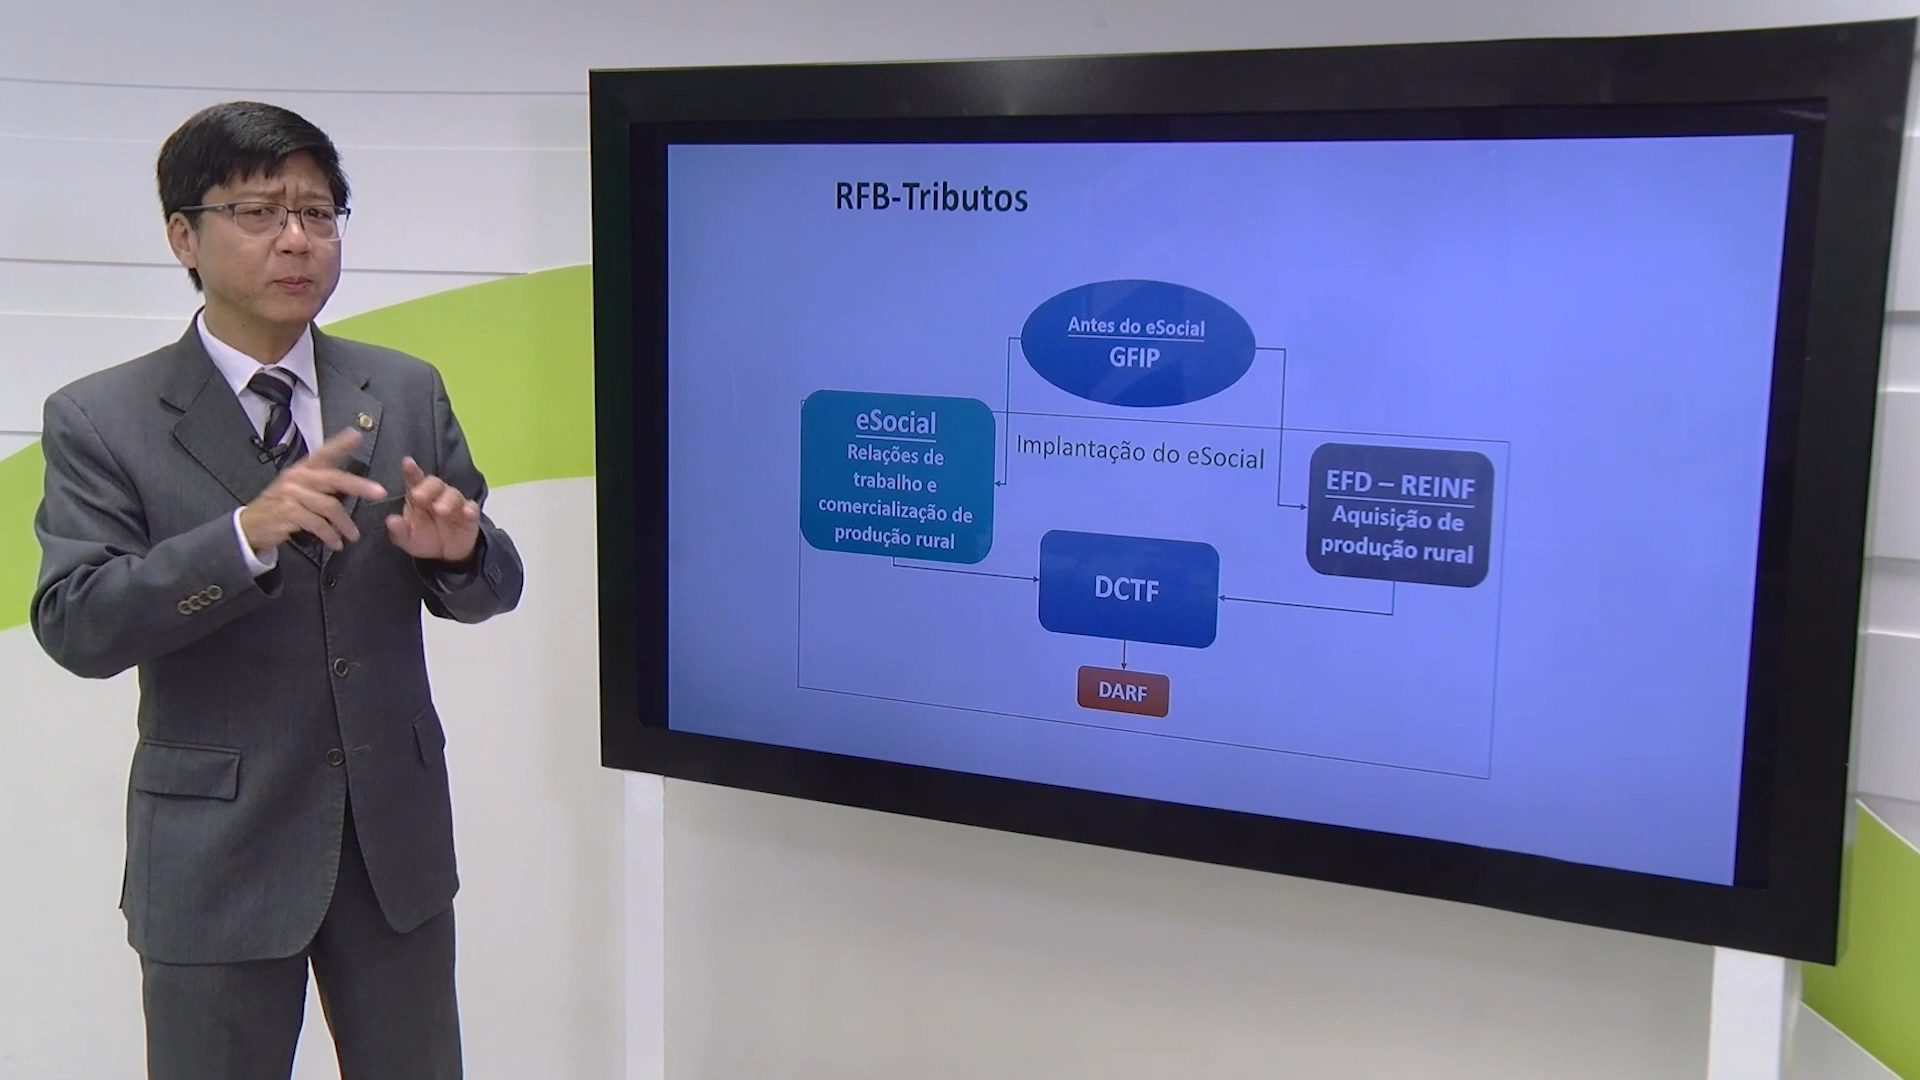 RFB-Tributos
Antes do eSocial
GFIP
eSocial
Relações de
trabalho e
comercialização de
produção rural
Implantação do eSocial
EFD – REINF
Aquisição de
produção rural
DCTF
DARF